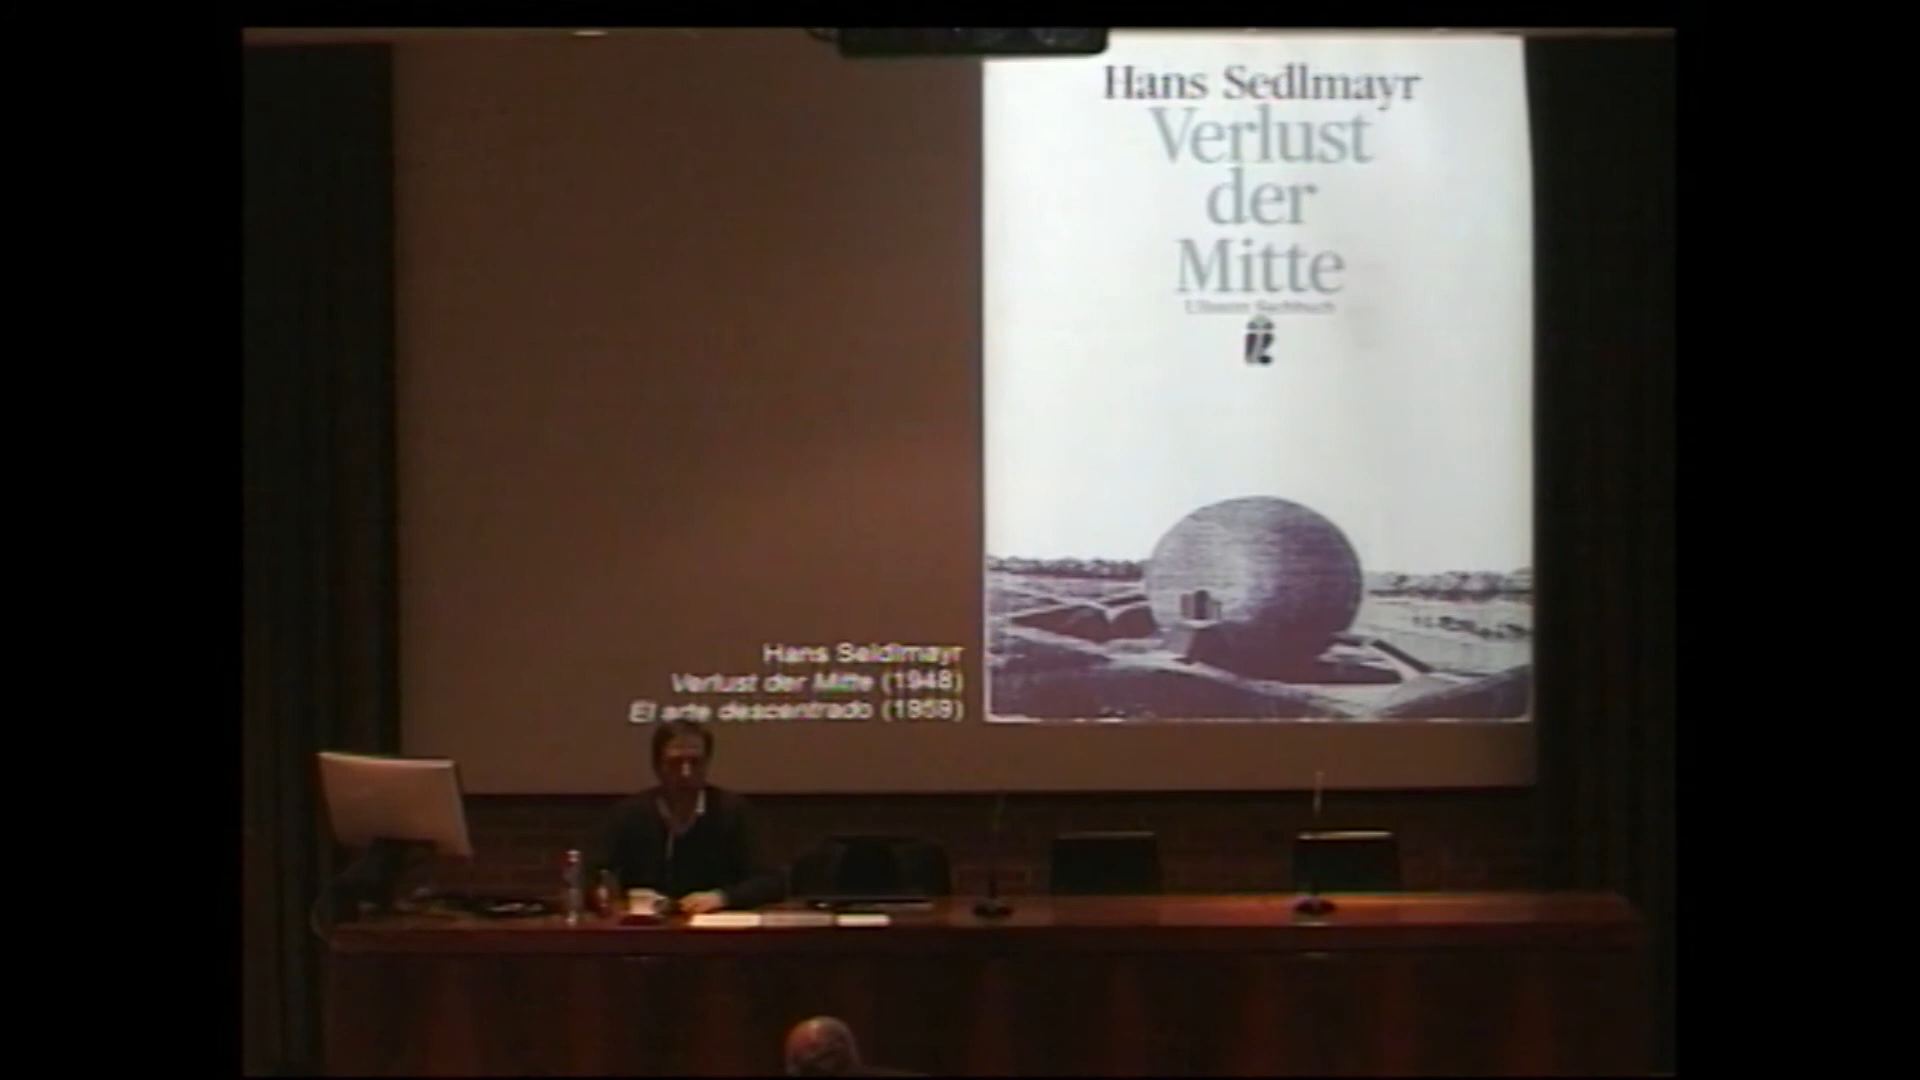 Hans Sedlmayr
Verlust
der
Mitte
Ullstein Sachbuch
Hans Seldlmayr
Verlust der Mitte (1948)
El arte descentrado (1959)